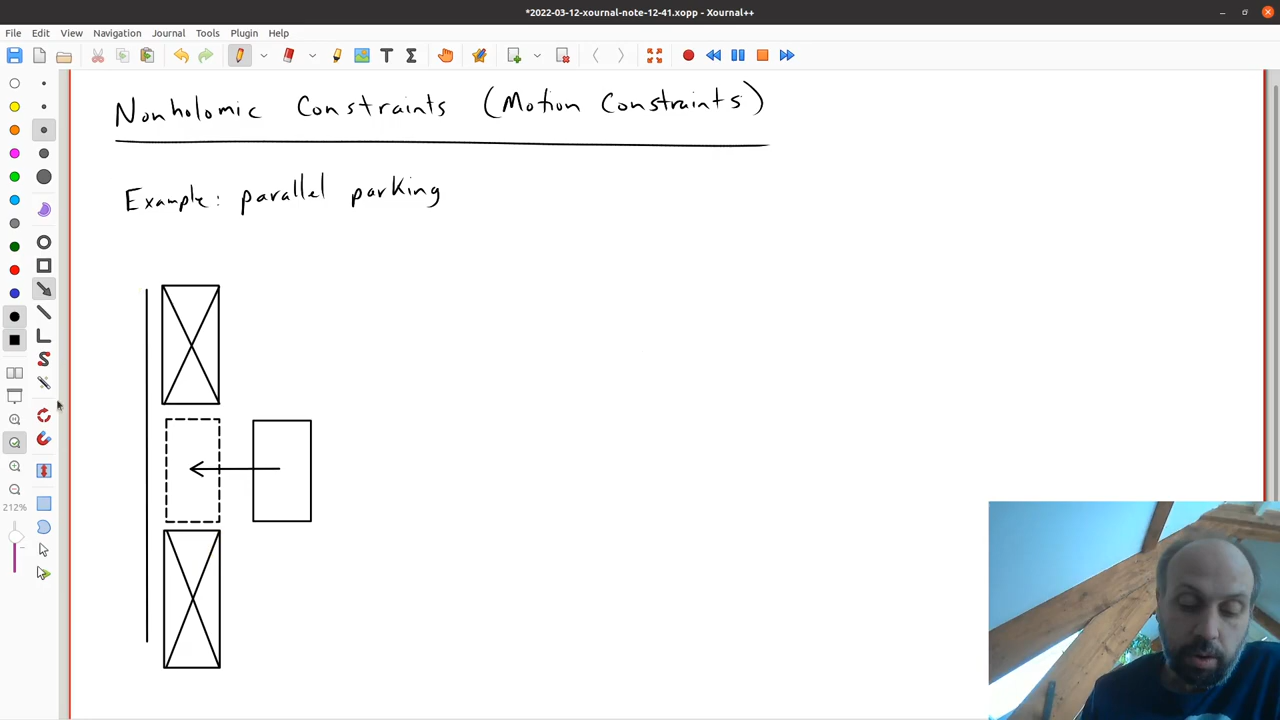 *2022-03-12-xournal-note-12-41.xopp - Xournal++
File Edit View Navigation Journal Tools Plugin Help
Nonholomic Constraints (Motion Constraints)
Example: parallel parking
212%